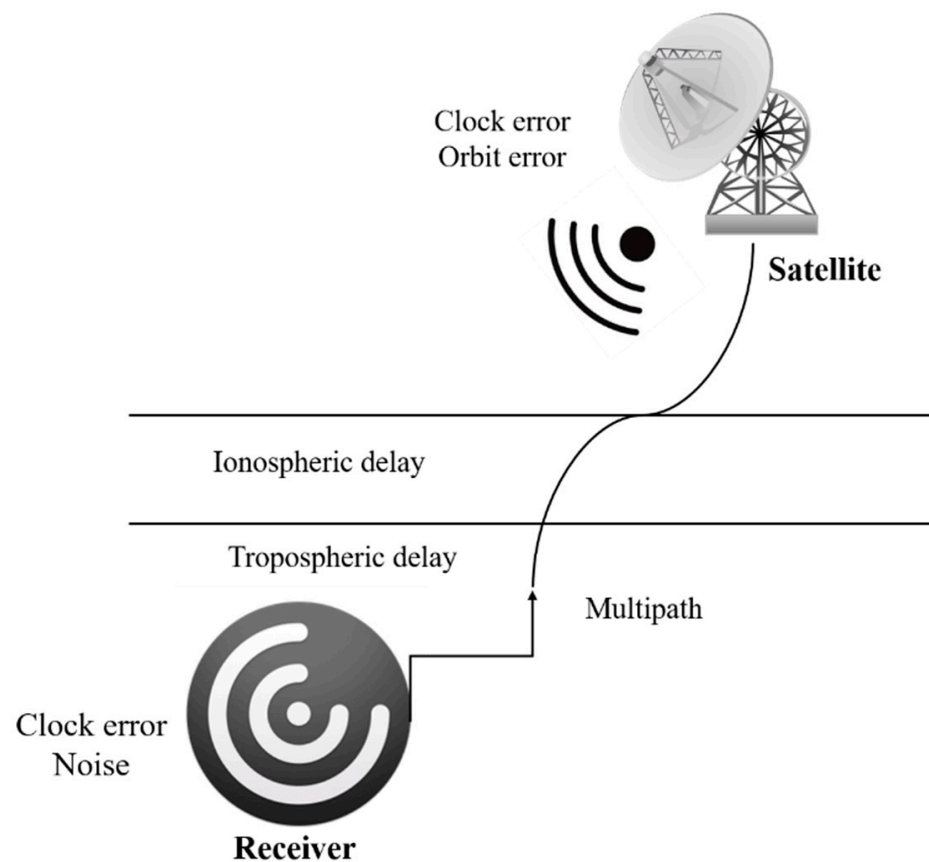 Clock error
Orbit error
Satellite
Ionospheric delay
Tropospheric delay
Multipath
Clock error
Noise
Receiver